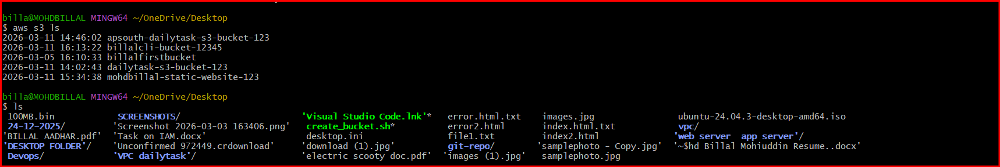 billa@MOHDBILLAL MINGW64 ~/OneDrive/Desktop
$ aws s3 ls
2026-03-11 14:46:02 apsouth-dailytask-s3-bucket-123
2026-03-11 16:13:22 billalcli-bucket-12345
2026-03-05 16:10:33 billalfirstbucket
2026-03-11 14:02:43 dailytask-s3-bucket-123
2026-03-11 15:34:38 mohdbillal-static-website-123
billa@MOHDBILLAL MINGW64 ~/OneDrive/Desktop
$ ls
100MB.bin SCREENSHOTS/ 'Visual Studio Code.lnk'* error.html.txt images.jpg ubuntu-24.04.3-desktop-amd64.iso
24-12-2025/ 'Screenshot 2026-03-03 163406.png' create_bucket.sh* error2.html index.html.txt vpc/
'BILLAL AADHAR.pdf' 'Task on IAM.docx' desktop.ini file1.txt index2.html 'web server  app server'/
'DESKTOP FOLDER'/ 'Unconfirmed 972449.crdownload' 'download (1).jpg' git-repo/ 'samplephoto - Copy.jpg' '~$hd Billal Mohiuddin Resume..docx'
Devops/ 'VPC dailytask'/ 'electric scooty doc.pdf' 'images (1).jpg' samplephoto.jpg